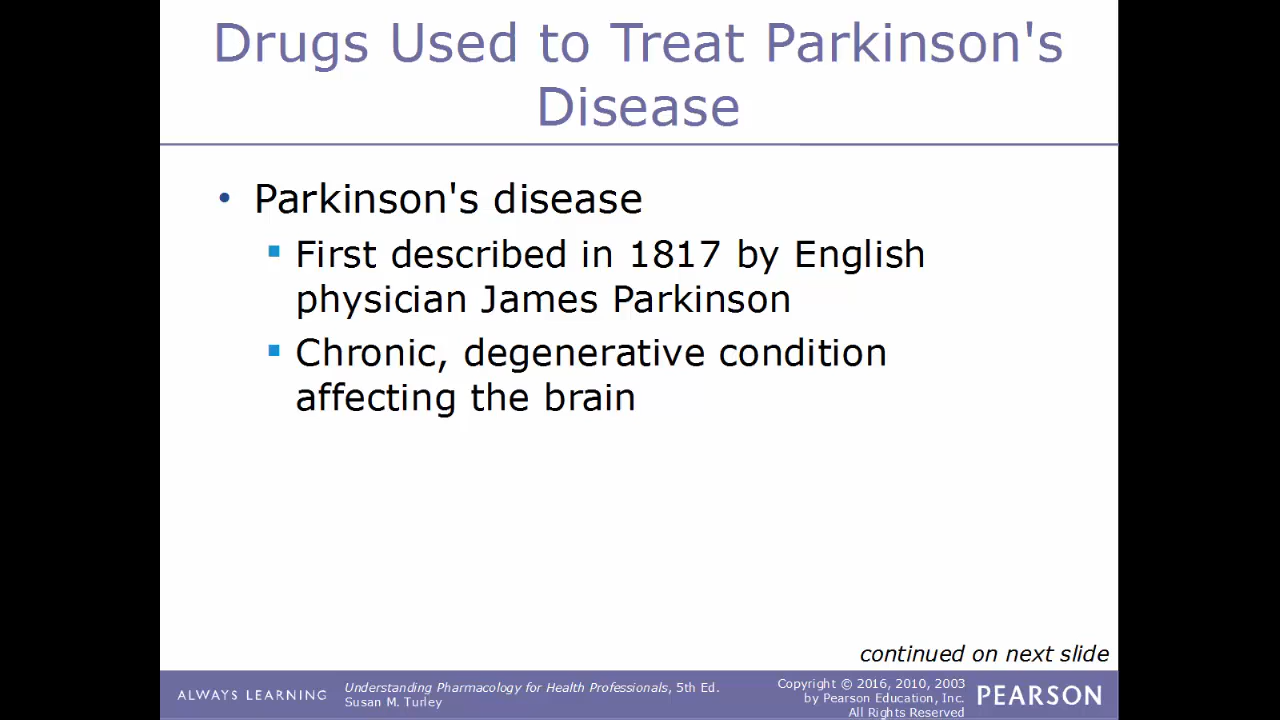 Drugs Used to Treat Parkinson's
Disease
• Parkinson's disease
▪ First described in 1817 by English
physician James Parkinson
▪ Chronic, degenerative condition
affecting the brain
continued on next slide
ALWAYS LEARNING
Understanding Pharmacology for Health Professionals, 5th Ed.
Susan M. Turley
Copyright © 2016, 2010, 2003
by Pearson Education, Inc.
All Rights Reserved
PEARSON